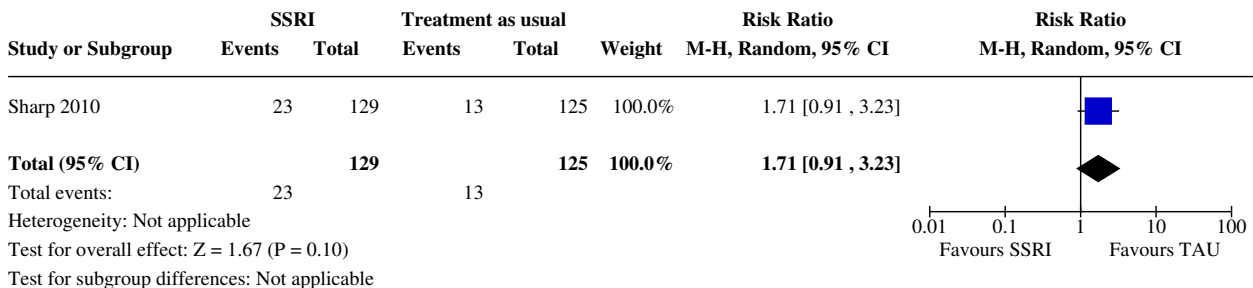 SSRI Treatment as usual Risk Ratio Risk Ratio
Study or Subgroup Events Total Events Total Weight M-H, Random, 95% CI M-H, Random, 95% CI
Sharp 2010 23 129 13 125 100.0% 1.71 [0.91 , 3.23]
Total (95% CI) 129 125 100.0% 1.71 [0.91 , 3.23]
Total events: 23 13
Heterogeneity: Not applicable
Test for overall effect: Z = 1.67 (P = 0.10)
Test for subgroup differences: Not applicable
0.01 0.1 1 10 100
Favours SSRI Favours TAU